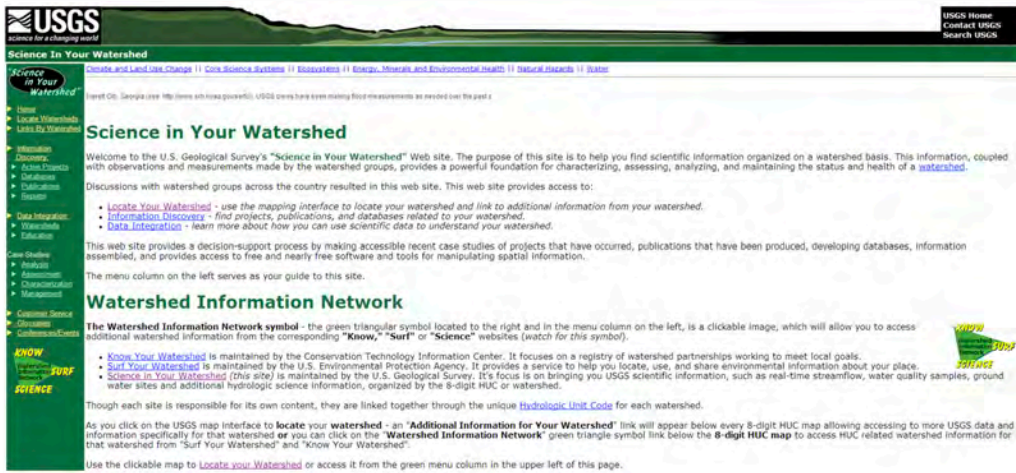 USGS
science for a changing world
USGS Home
Contact USGS
Search USGS
Science In Your Watershed
"Science
in Your
Watershed"
Home
Locate Watersheds
Links By Watershed
Information
Discovery:
Active Projects
Databases
Publications
Reports
Data Integration:
Watersheds
Education
Case Studies:
Analysis
Assessment
Characterization
Management
Customer Service
Glossaries
Conferences/Events
KNOW
SURF
SCIENCE
Climate and Land Use Change || Core Science Systems || Ecosystems || Energy, Minerals and Environmental Health || Natural Hazards || Water
USGS crews have been making flood measurements as needed over the past
Science in Your Watershed
Welcome to the U.S. Geological Survey's "Science in Your Watershed" Web site. The purpose of this site is to help you find scientific information organized on a watershed basis. This information, coupled
with observations and measurements made by the watershed groups, provides a powerful foundation for characterizing, assessing, analyzing, and maintaining the status and health of a watershed.
Discussions with watershed groups across the country resulted in this web site. This web site provides access to:
• Locate Your Watershed - use the mapping interface to locate your watershed and link to additional information from your watershed.
• Information Discovery - find projects, publications, and databases related to your watershed.
• Data Integration - learn more about how you can use scientific data to understand your watershed.
This web site provides a decision-support process by making accessible recent case studies of projects that have occurred, publications that have been produced, developing databases, information
assembled, and provides access to free and nearly free software and tools for manipulating spatial information.
The menu column on the left serves as your guide to this site.
Watershed Information Network
The Watershed Information Network symbol - the green triangular symbol located to the right and in the menu column on the left, is a clickable image, which will allow you to access
additional watershed information from the corresponding "Know," "Surf" or "Science" websites (watch for this symbol).
KNOW
SURF
SCIENCE
• Know Your Watershed is maintained by the Conservation Technology Information Center. It focuses on a registry of watershed partnerships working to meet local goals.
• Surf Your Watershed is maintained by the U.S. Environmental Protection Agency. It provides a service to help you locate, use, and share environmental information about your place.
• Science in Your Watershed (this site) is maintained by the U.S. Geological Survey. It's focus is on bringing you USGS scientific information, such as real-time streamflow, water quality samples, ground
water sites and additional hydrologic science information, organized by the 8-digit HUC or watershed.
Though each site is responsible for its own content, they are linked together through the unique Hydrologic Unit Code for each watershed.
As you click on the USGS map interface to locate your watershed - an "Additional Information for Your Watershed" link will appear below every 8-digit HUC map allowing accessing to more USGS data and
information specifically for that watershed or you can click on the "Watershed Information Network" green triangle symbol link below the 8-digit HUC map to access HUC related watershed information for
that watershed from "Surf Your Watershed" and "Know Your Watershed".
Use the clickable map to Locate your Watershed or access it from the green menu column in the upper left of this page.